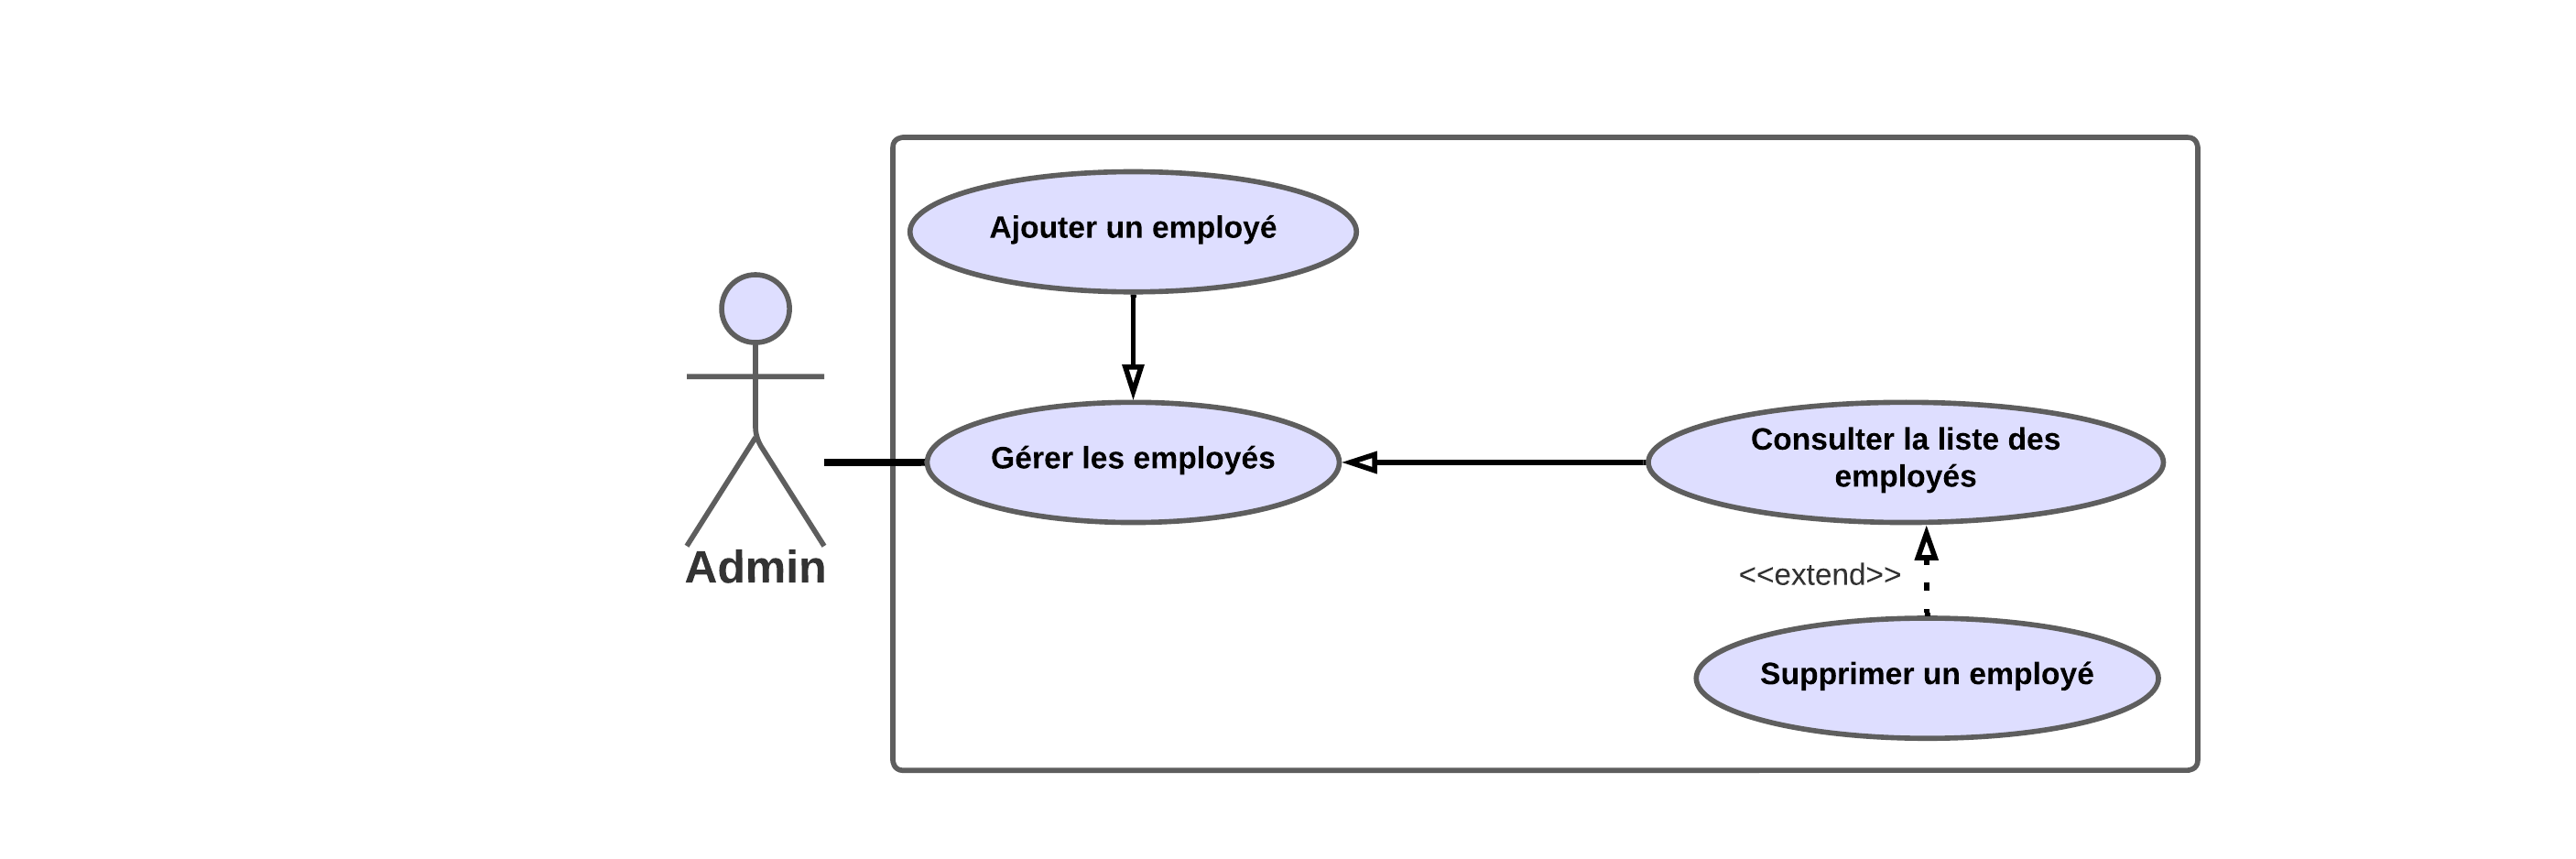 Ajouter un employé
Gérer les employés
Consulter la liste des
employés
Admin
<<extend>>
Supprimer un employé